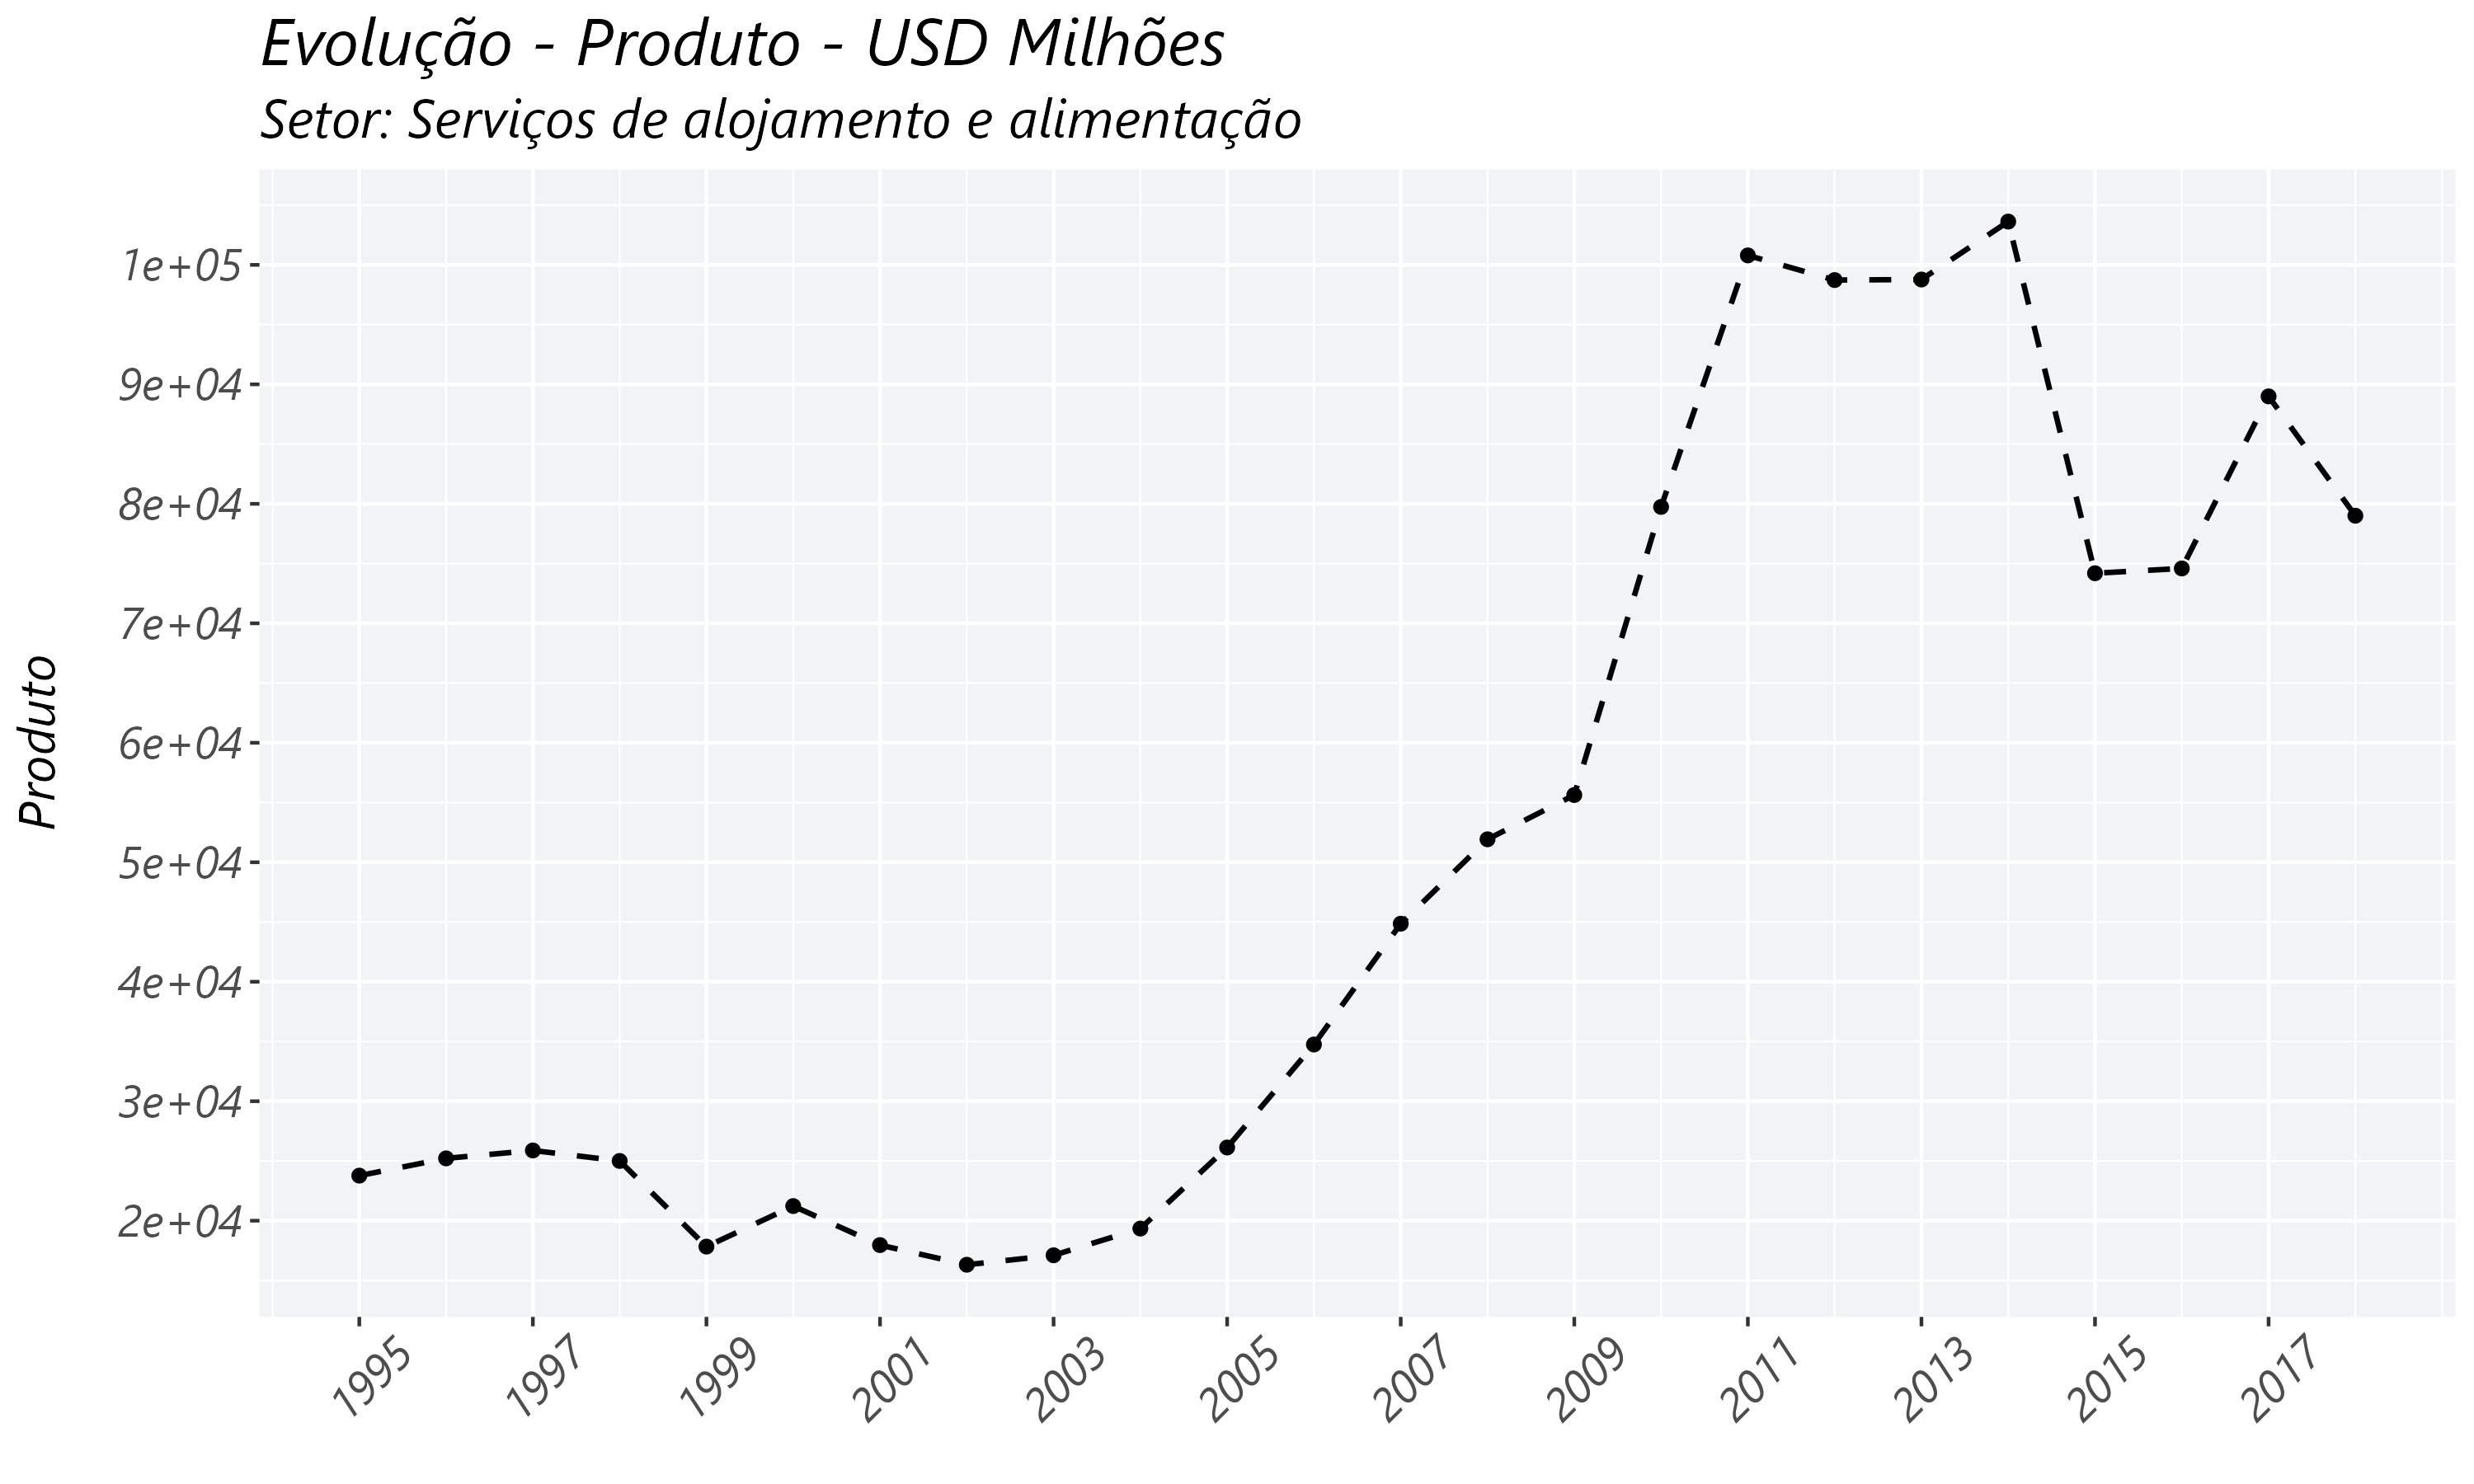 Evolução - Produto - USD Milhões
Setor: Serviços de alojamento e alimentação
Produto
1e+05
9e+04
8e+04
7e+04
6e+04
5e+04
4e+04
3e+04
2e+04
1995 1997 1999 2001 2003 2005 2007 2009 2011 2013 2015 2017